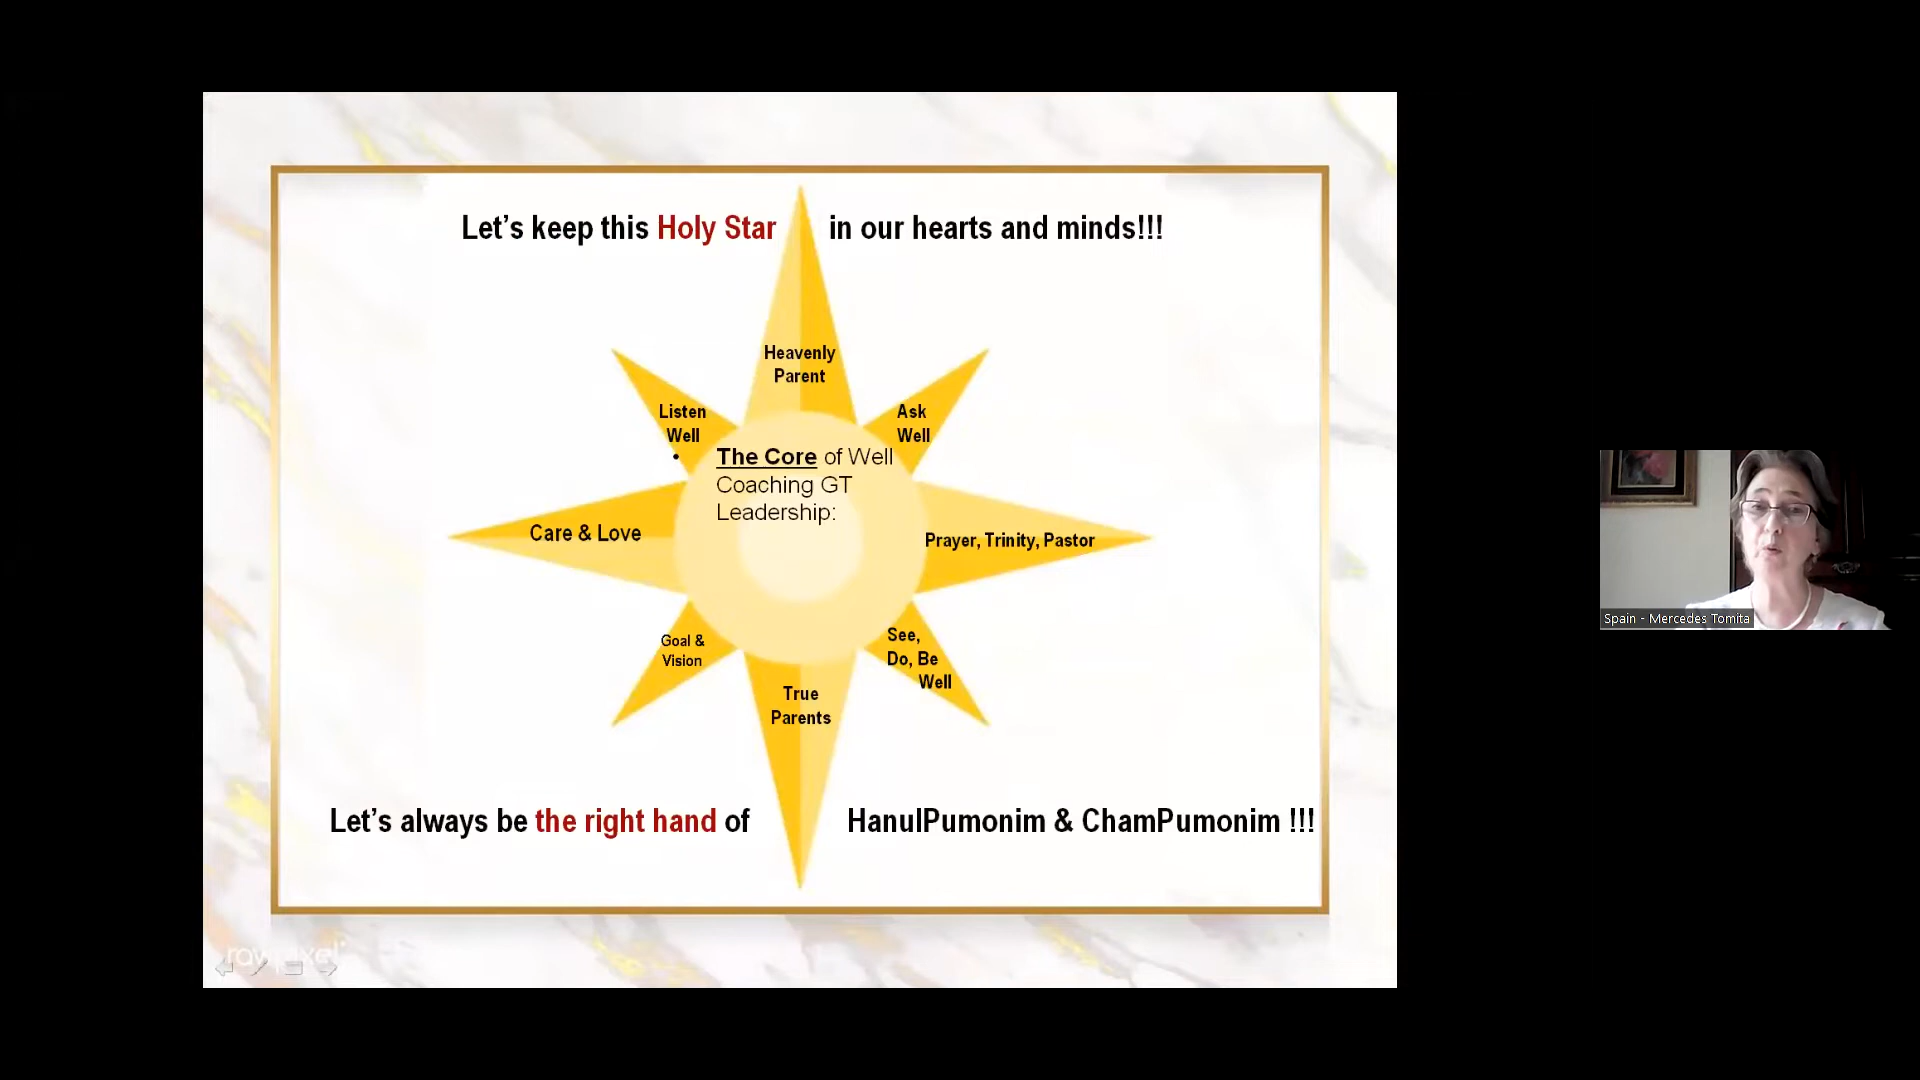 Let’s keep this Holy Star in our hearts and minds!!!
Heavenly
Parent
Listen
Well
Ask
Well
• The Core of Well
Coaching GT
Leadership:
Care & Love
Prayer, Trinity, Pastor
Goal &
Vision
See,
Do, Be
Well
True
Parents
Let’s always be the right hand of HanulPumonim & ChamPumonim !!!
rawpixel
Spain - Mercedes Tomita